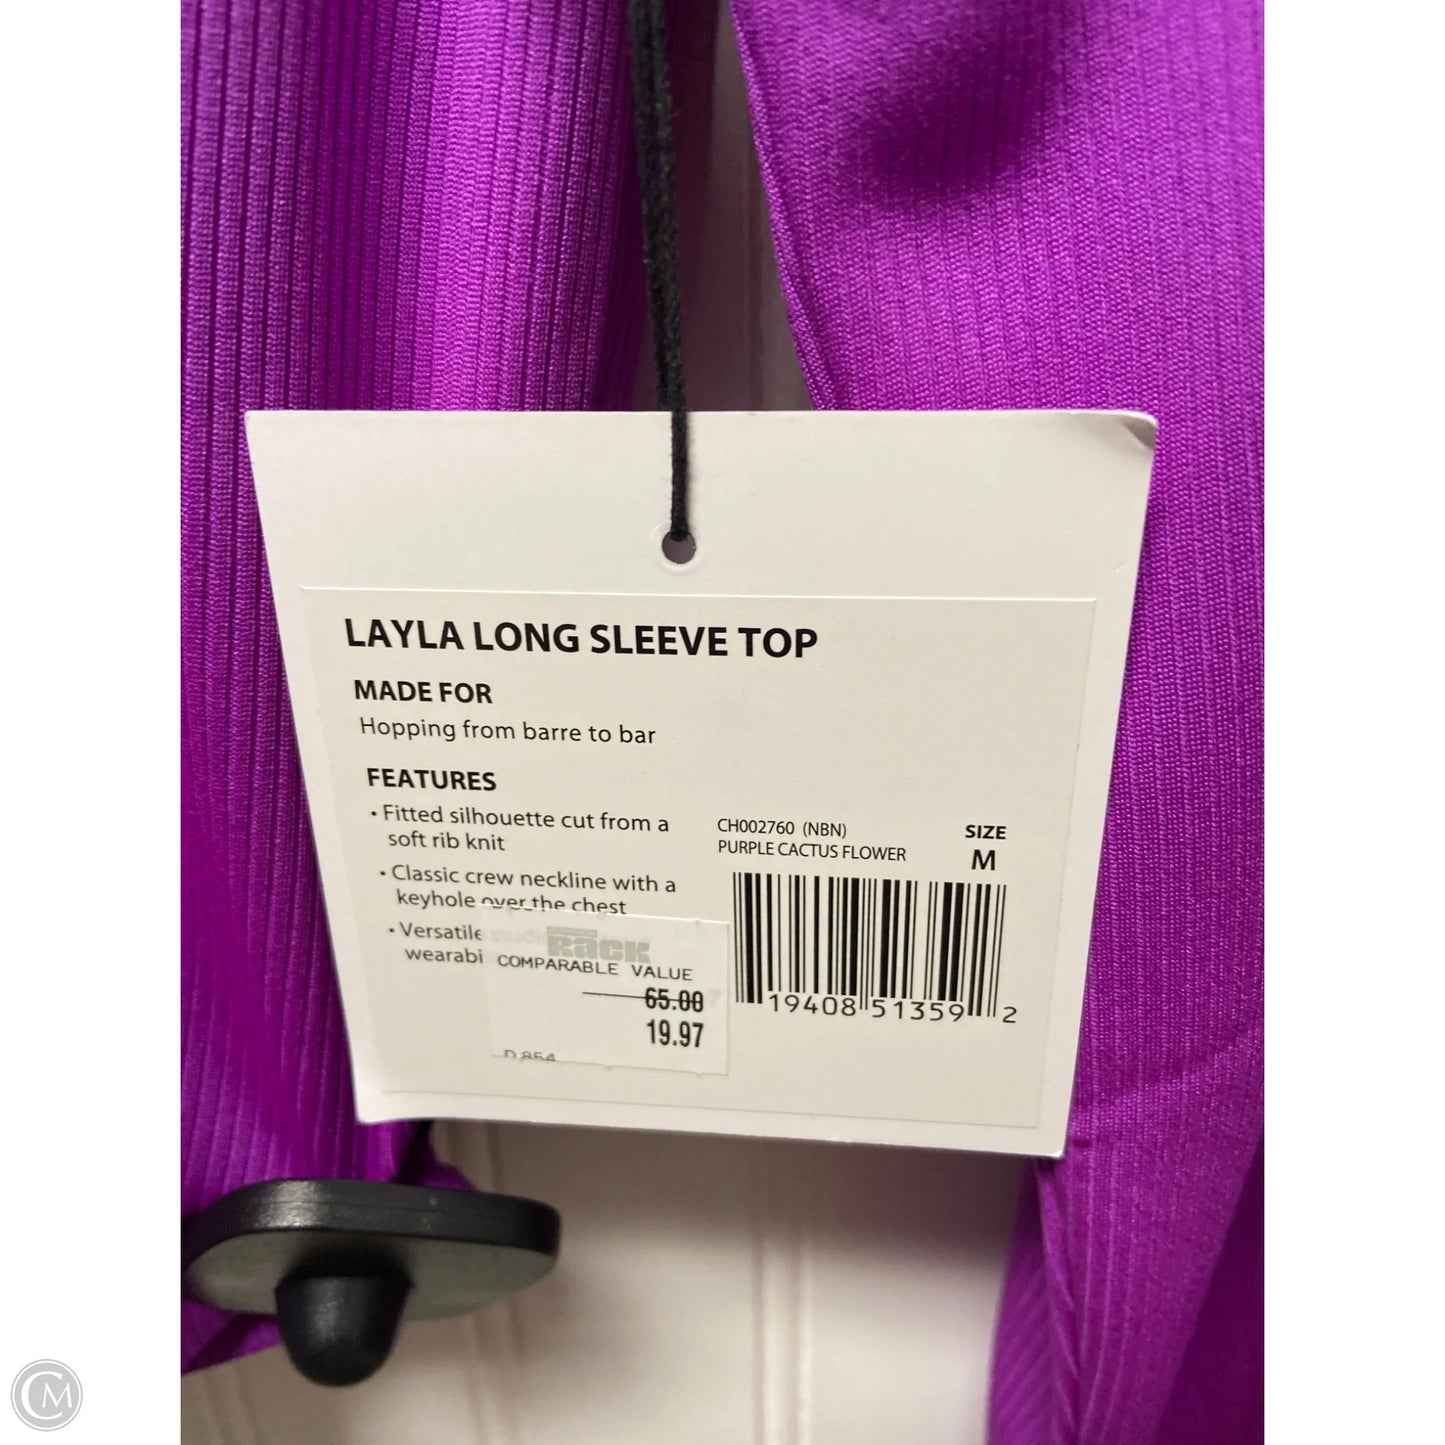 LAYLA LONG SLEEVE TOP
MADE FOR
Hopping from barre to bar
FEATURES
• Fitted silhouette cut from a
soft rib knit
• Classic crew neckline with a
keyhole over the chest
• Versatile
wearabi
CH002760 (NBN)
PURPLE CACTUS FLOWER
SIZE
M
19408 51359 2
Rack
COMPARABLE VALUE
65.00
19.97
D 854
CM